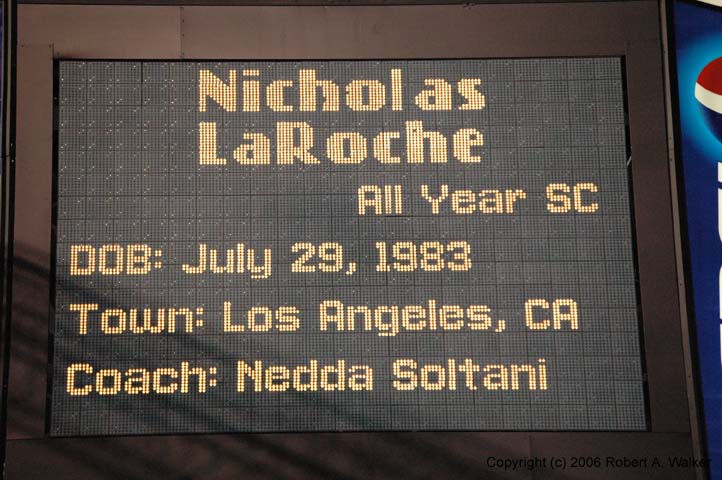 Nicholas
LaRoche
All Year SC
DOB: July 29, 1983
Town: Los Angeles, CA
Coach: Nedda Soltani
Copyright (c) 2006 Robert A. Walker